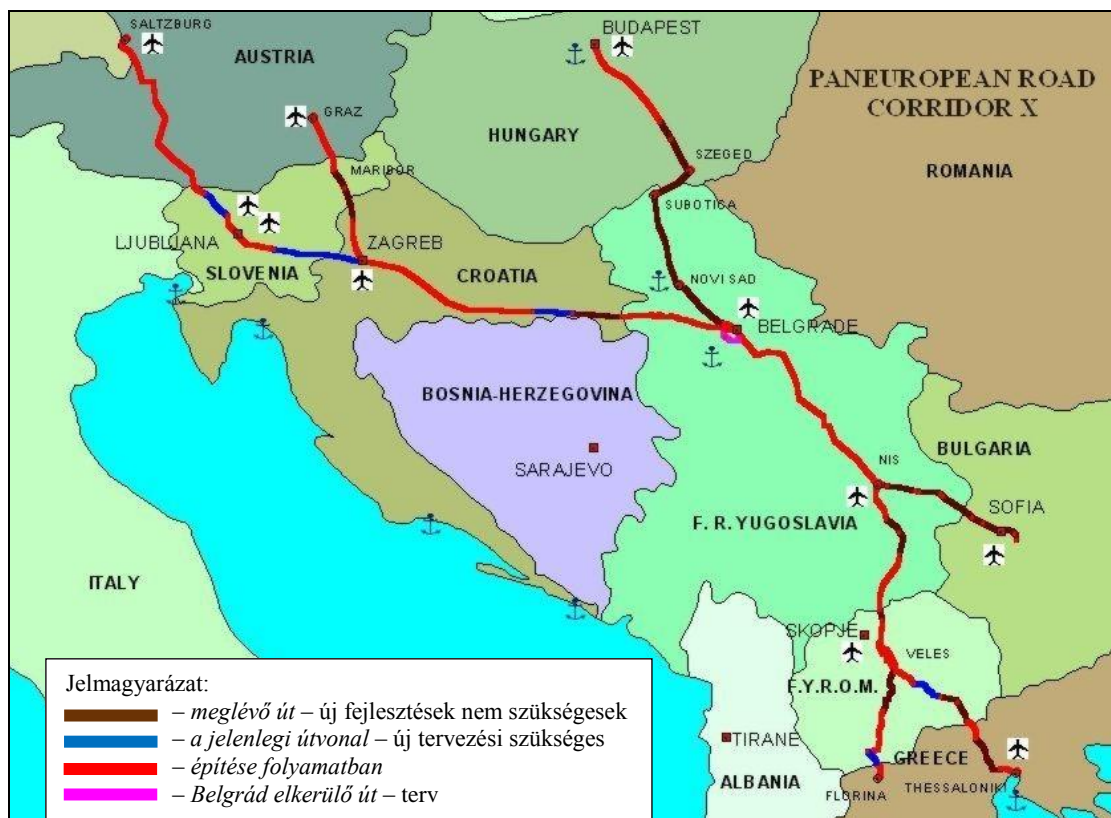 SALTZBURG
AUSTRIA
GRAZ
MARIBOR
BUDAPEST
HUNGARY
SZEGED
PANEUROPEAN ROAD
CORRIDOR X
ROMANIA
SUBOTICA
LJUBLJANA
SLOVENIA
ZAGREB
CROATIA
NOVI SAD
BELGRADE
BOSNIA-HERZEGOVINA
SARAJEVO
NIS
BULGARIA
SOFIA
F. R. YUGOSLAVIA
ITALY
SKOPJE
VELES
F.Y.R.O.M.
TIRANE
ALBANIA
GREECE
FLORINA
THESSALONIKI
Jelmagyarázat:
– meglévő út – új fejlesztések nem szükségesek
– a jelenlegi útvonal – új tervezési szükséges
– építése folyamatban
– Belgrád elkerülő út – terv